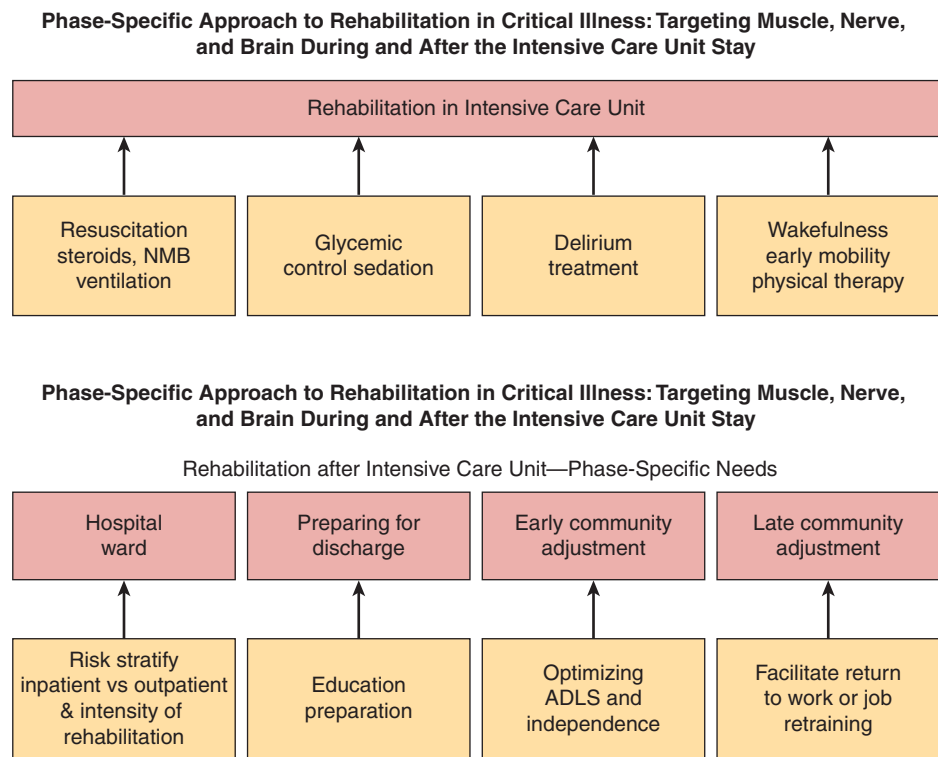 Phase-Specific Approach to Rehabilitation in Critical Illness: Targeting Muscle, Nerve,
and Brain During and After the Intensive Care Unit Stay
Rehabilitation in Intensive Care Unit
Resuscitation
steroids, NMB
ventilation
Glycemic
control sedation
Delirium
treatment
Wakefulness
early mobility
physical therapy
Phase-Specific Approach to Rehabilitation in Critical Illness: Targeting Muscle, Nerve,
and Brain During and After the Intensive Care Unit Stay
Rehabilitation after Intensive Care Unit—Phase-Specific Needs
Hospital
ward
Preparing for
discharge
Early community
adjustment
Late community
adjustment
Risk stratify
inpatient vs outpatient
& intensity of
rehabilitation
Education
preparation
Optimizing
ADLS and
independence
Facilitate return
to work or job
retraining